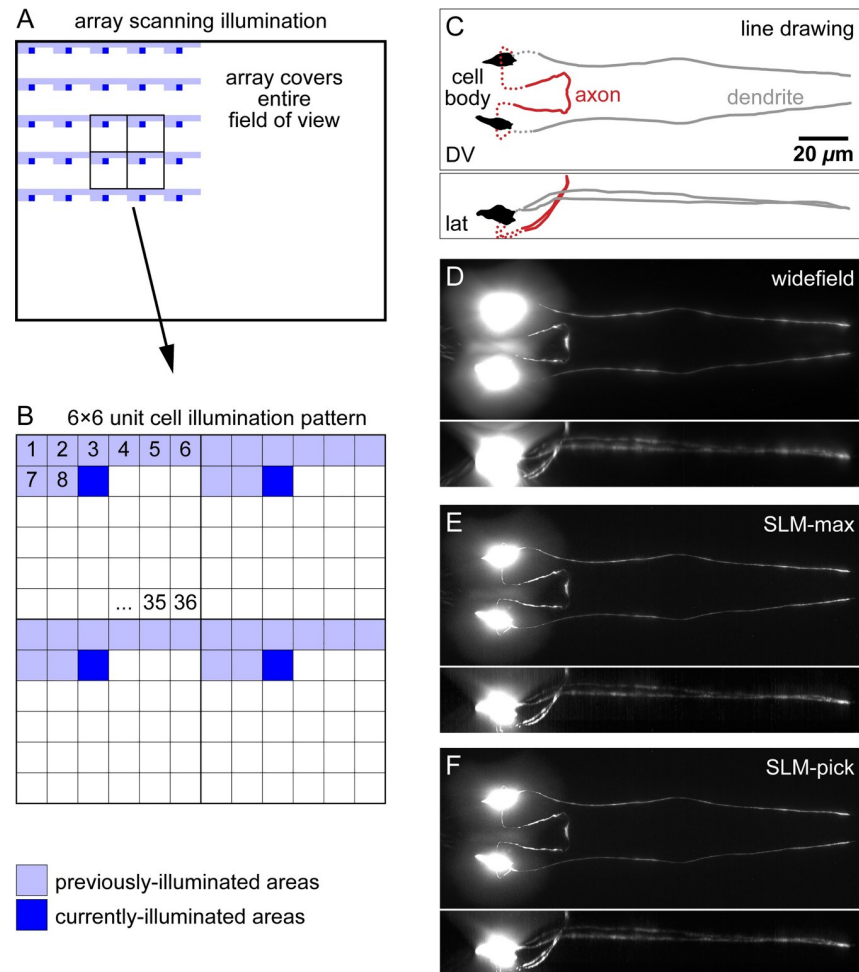 A
array scanning illumination
array covers
entire
field of view
B
6×6 unit cell illumination pattern
1 2 3 4 5 6
7 8
... 35 36
previously-illuminated areas
currently-illuminated areas
C
line drawing
cell
body
axon
dendrite
DV
20 µm
lat
D
widefield
E
SLM-max
F
SLM-pick